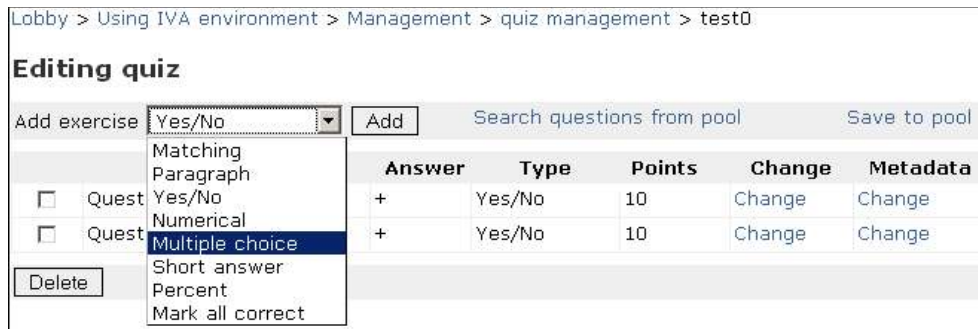 Lobby > Using IVA environment > Management > quiz management > test0
Editing quiz
Add exercise Yes/No Add Search questions from pool Save to pool
Matching
Paragraph
Yes/No
Numerical
Multiple choice
Short answer
Percent
Mark all correct
Answer Type Points Change Metadata
Quest + Yes/No 10 Change Change
Quest + Yes/No 10 Change Change
Delete